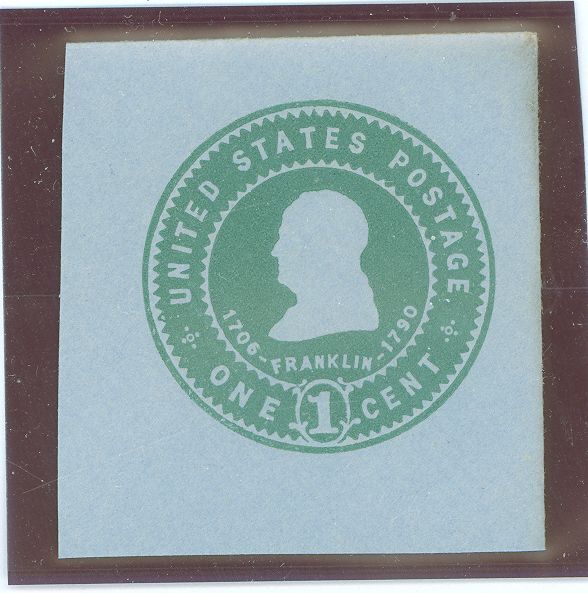 UNITED STATES POSTAGE
1706-FRANKLIN-1790
ONE 1 CENT